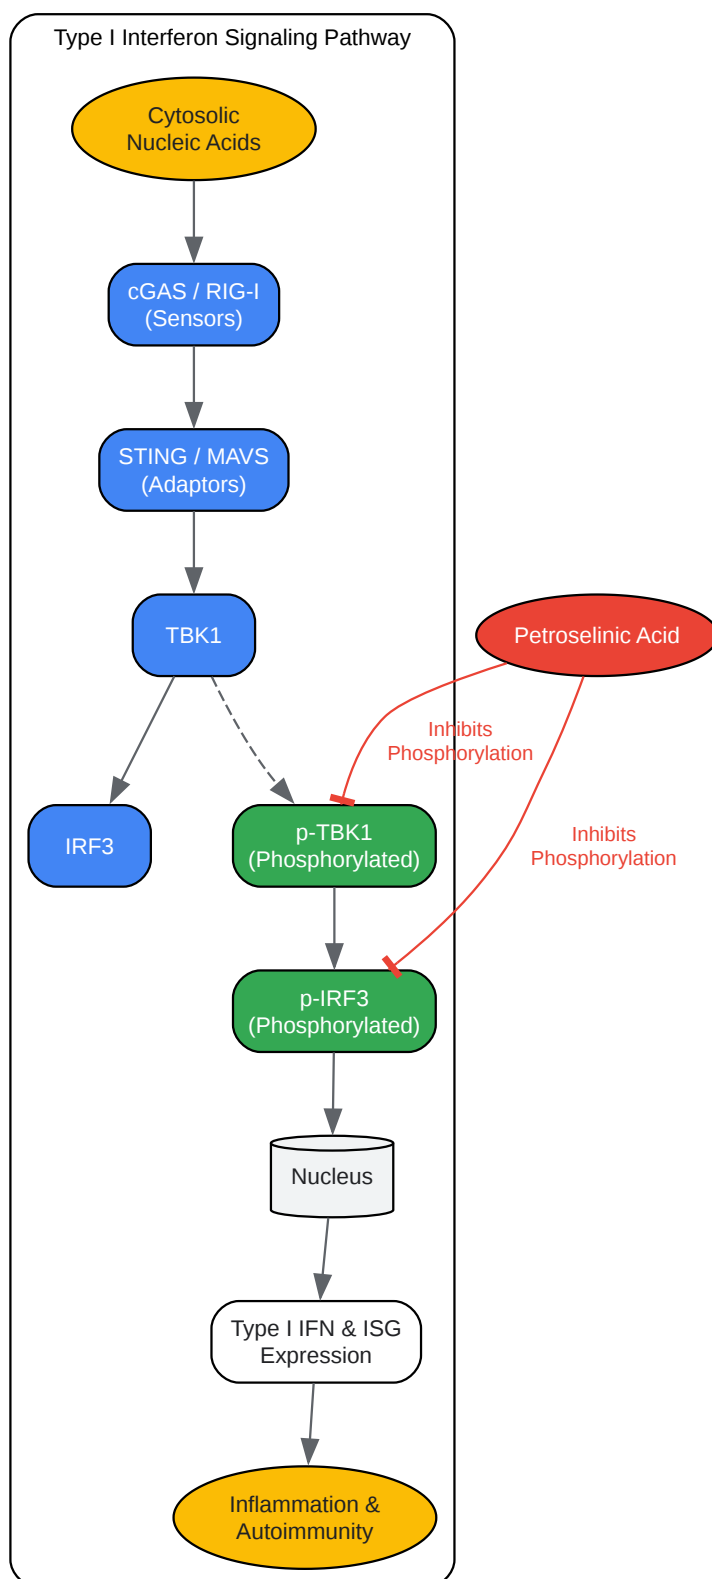 Type I Interferon Signaling Pathway
Cytosolic
Nucleic Acids
cGAS / RIG-I
(Sensors)
STING / MAVS
(Adaptors)
TBK1
Petroselinic Acid
Inhibits
Phosphorylation
IRF3
p-TBK1
(Phosphorylated)
Inhibits
Phosphorylation
p-IRF3
(Phosphorylated)
Nucleus
Type I IFN & ISG
Expression
Inflammation &
Autoimmunity